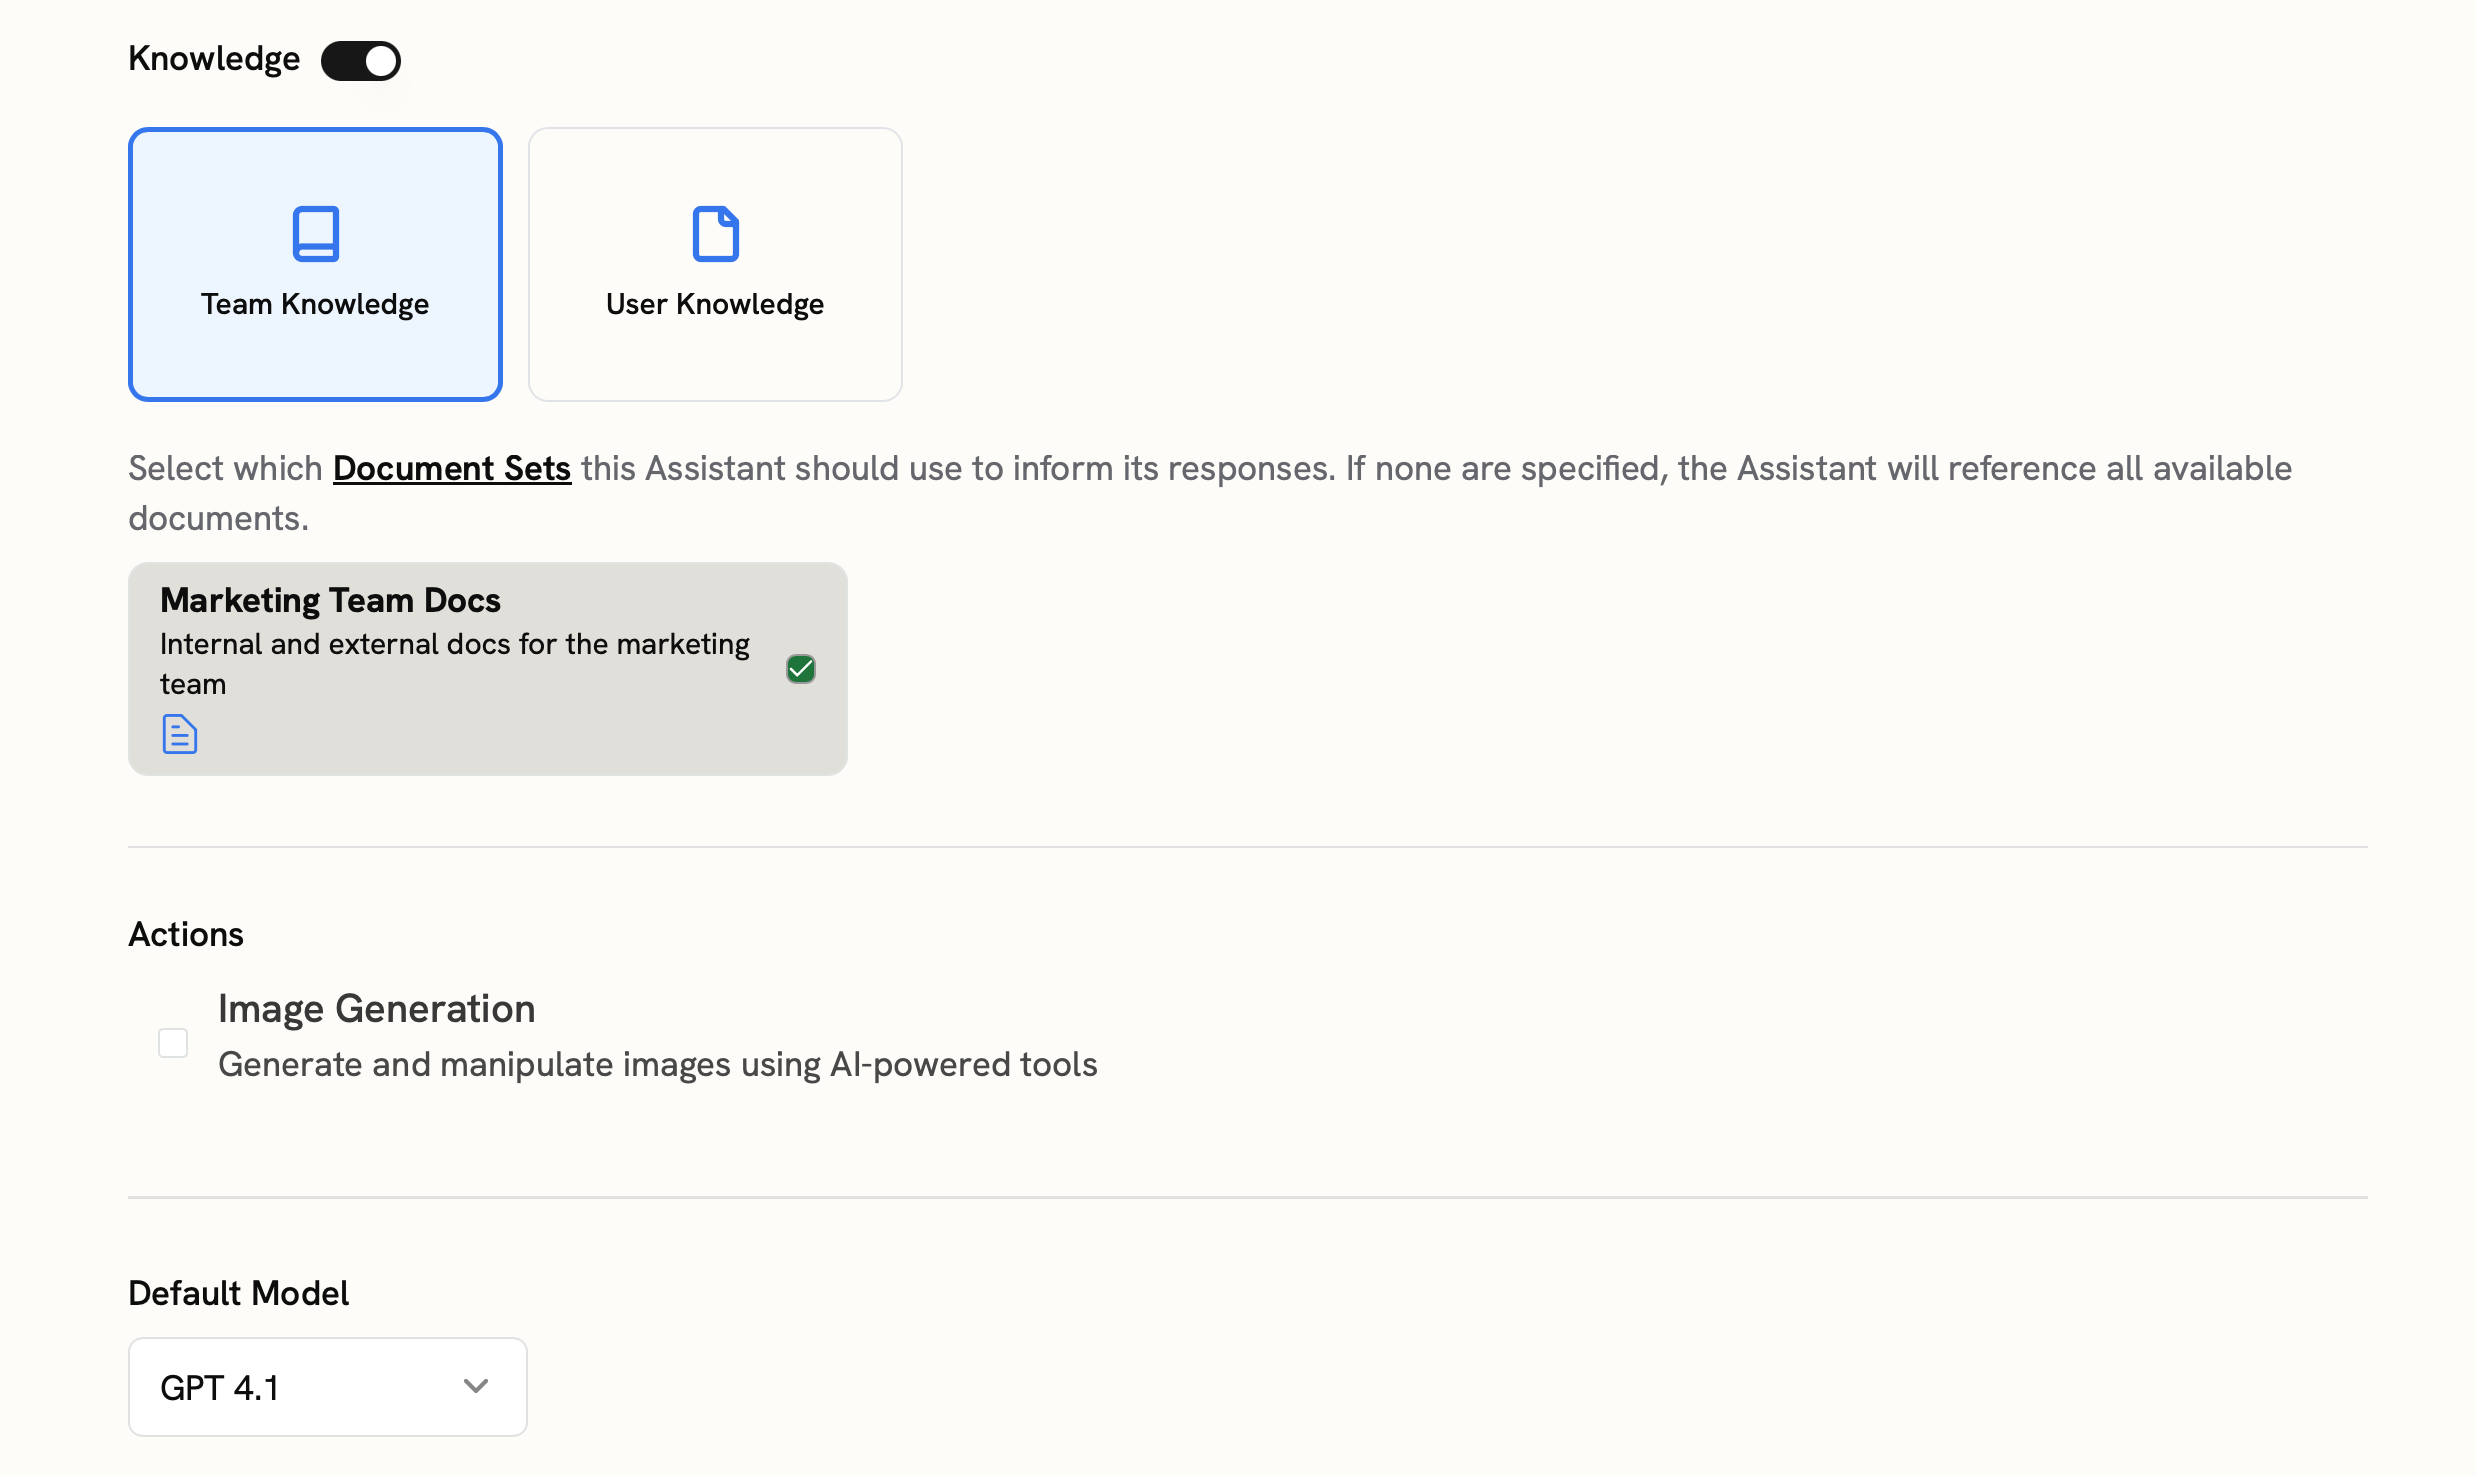 Knowledge
Team Knowledge
User Knowledge
Select which Document Sets this Assistant should use to inform its responses. If none are specified, the Assistant will reference all available
documents.
Marketing Team Docs
Internal and external docs for the marketing
team
Actions
Image Generation
Generate and manipulate images using AI-powered tools
Default Model
GPT 4.1